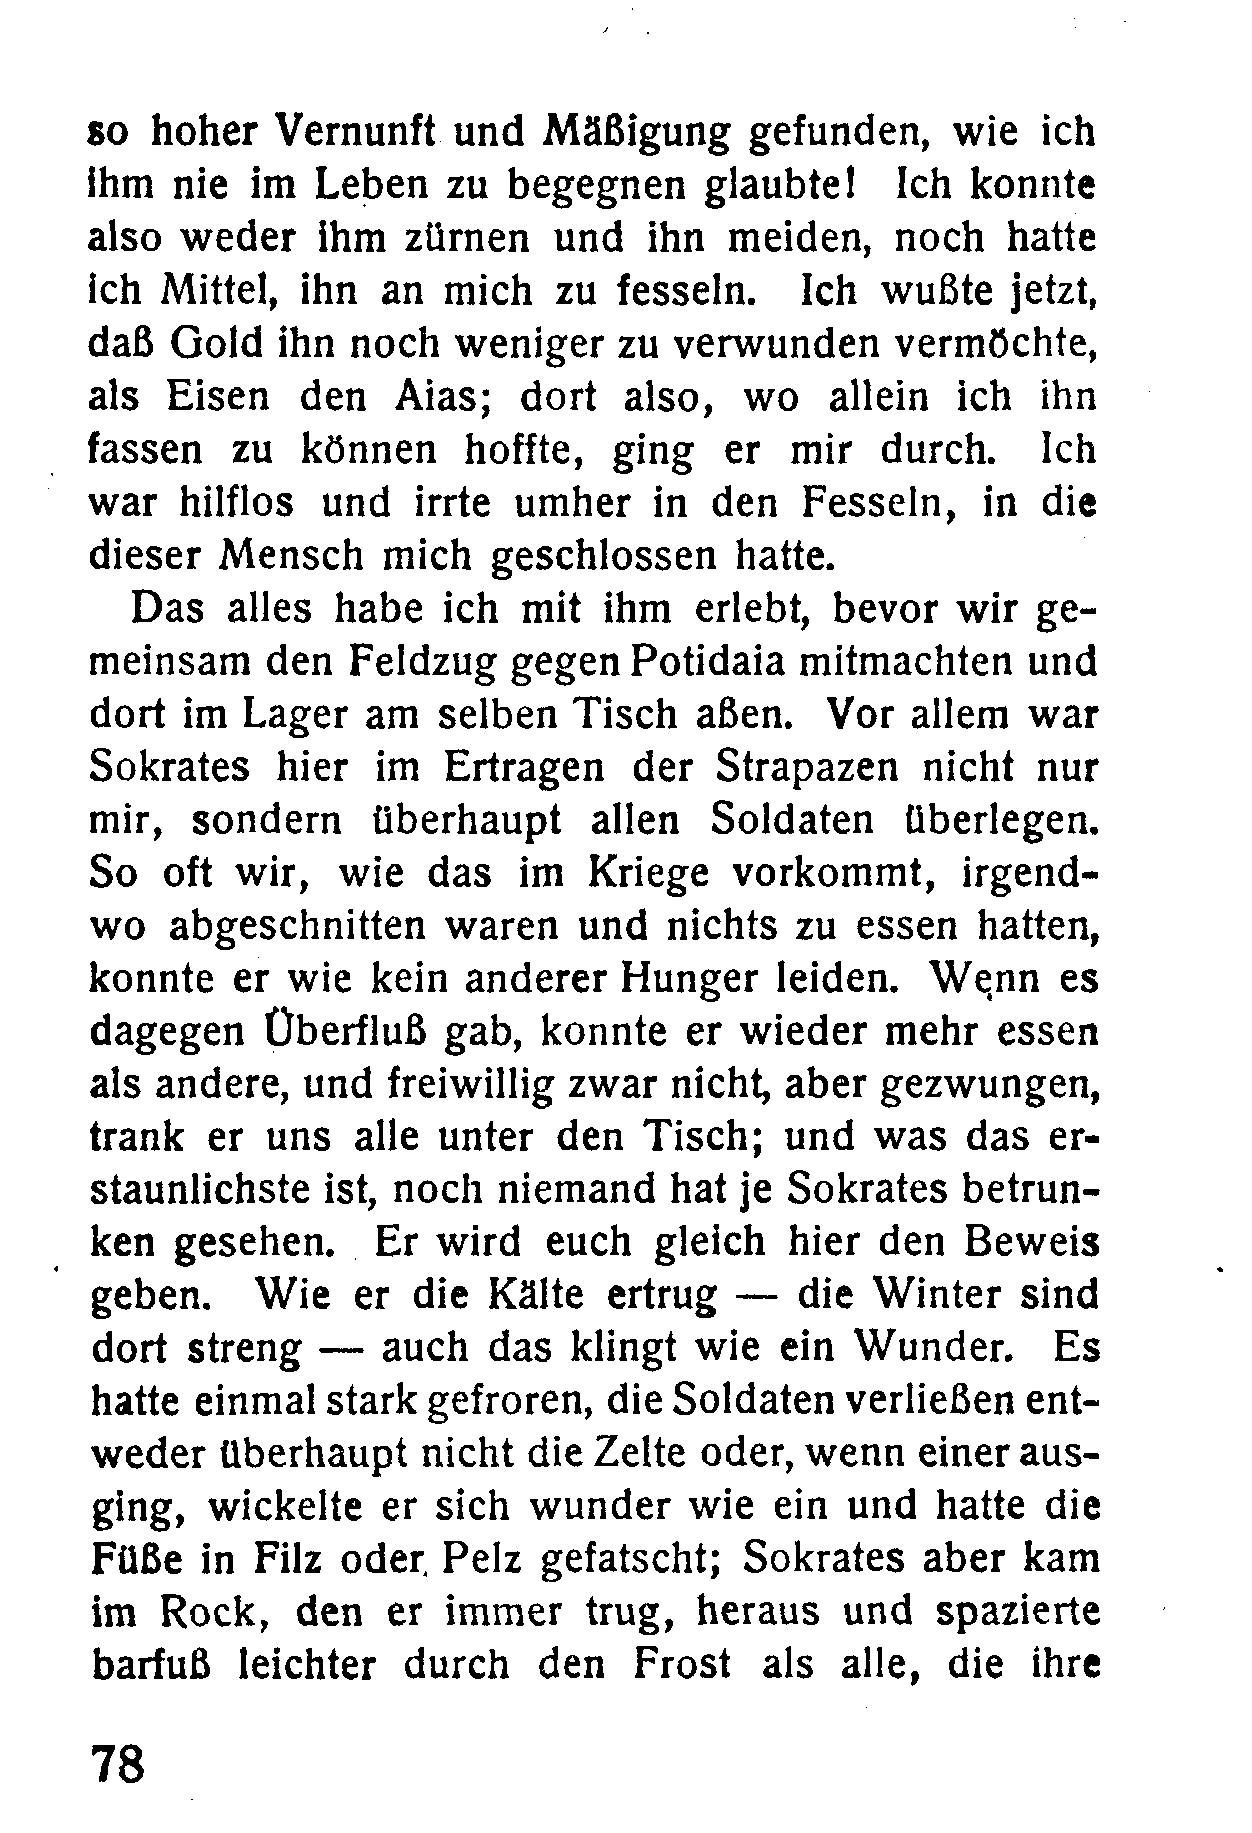 so hoher Vernunft und Mäßigung gefunden, wie ich
ihm nie im Leben zu begegnen glaubte! Ich konnte
also weder ihm zürnen und ihn meiden, noch hatte
ich Mittel, ihn an mich zu fesseln. Ich wußte jetzt,
daß Gold ihn noch weniger zu verwunden vermöchte,
als Eisen den Aias; dort also, wo allein ich ihn
fassen zu können hoffte, ging er mir durch. Ich
war hilflos und irrte umher in den Fesseln, in die
dieser Mensch mich geschlossen hatte.
Das alles habe ich mit ihm erlebt, bevor wir ge-
meinsam den Feldzug gegen Potidaia mitmachten und
dort im Lager am selben Tisch aßen. Vor allem war
Sokrates hier im Ertragen der Strapazen nicht nur
mir, sondern überhaupt allen Soldaten überlegen.
So oft wir, wie das im Kriege vorkommt, irgend-
wo abgeschnitten waren und nichts zu essen hatten,
konnte er wie kein anderer Hunger leiden. Wenn es
dagegen Überfluß gab, konnte er wieder mehr essen
als andere, und freiwillig zwar nicht, aber gezwungen,
trank er uns alle unter den Tisch; und was das er-
staunlichste ist, noch niemand hat je Sokrates betrun-
ken gesehen. Er wird euch gleich hier den Beweis
geben. Wie er die Kälte ertrug — die Winter sind
dort streng — auch das klingt wie ein Wunder. Es
hatte einmal stark gefroren, die Soldaten verließen ent-
weder überhaupt nicht die Zelte oder, wenn einer aus-
ging, wickelte er sich wunder wie ein und hatte die
Füße in Filz oder Pelz gefatscht; Sokrates aber kam
im Rock, den er immer trug, heraus und spazierte
barfuß leichter durch den Frost als alle, die ihre
78